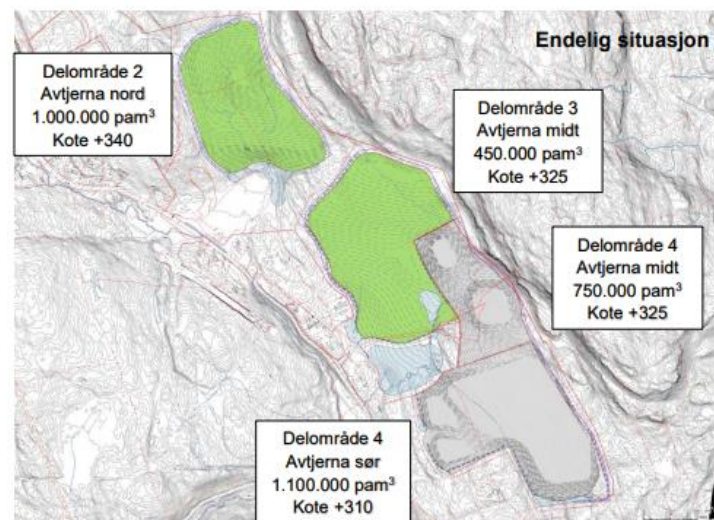 Endelig situasjon
Delområde 2
Avtjerna nord
1.000.000 pam³
Kote +340
Delområde 3
Avtjerna midt
450.000 pam³
Kote +325
Delområde 4
Avtjerna midt
750.000 pam³
Kote +325
Delområde 4
Avtjerna sør
1.100.000 pam³
Kote +310